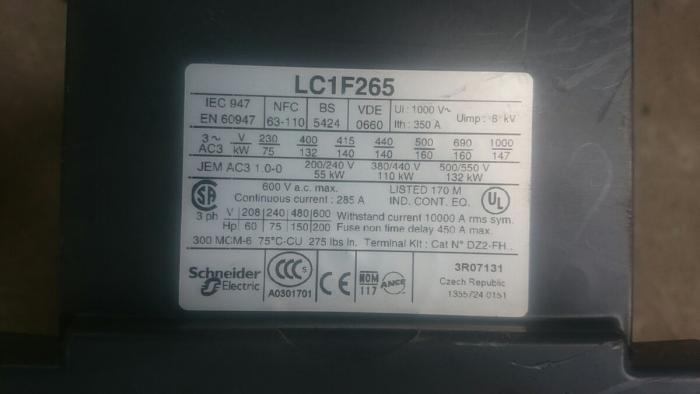 LC1F265
IEC 947
EN 60947
NFC
63-110
BS
5424
VDE
0660
Ui : 1000 V~
Ith : 350 A
Uimp : 8 kV
3 ~ V 230 400 415 440 500 690 1000
AC3 kW 75 132 140 140 160 160 147
JEM AC3 1.0-0 200/240 V 380/440 V 500/550 V
55 kW 110 kW 132 kW
SA
600 V a.c. max.
Continuous current : 285 A
LISTED 170 M
IND. CONT. EQ.
UL
3 ph V 208 240 480 600
Hp 60 75 150 200
Withstand current 10000 A rms sym.
Fuse non time delay 450 A max.
300 MCM-6 75°C-CU 275 lbs in. Terminal Kit : Cat N° DZ2-FH..
Schneider
Electric
CCC S
A0301701
CE
NOM
117
ANCE
3R07131
Czech Republic
1355724 0151